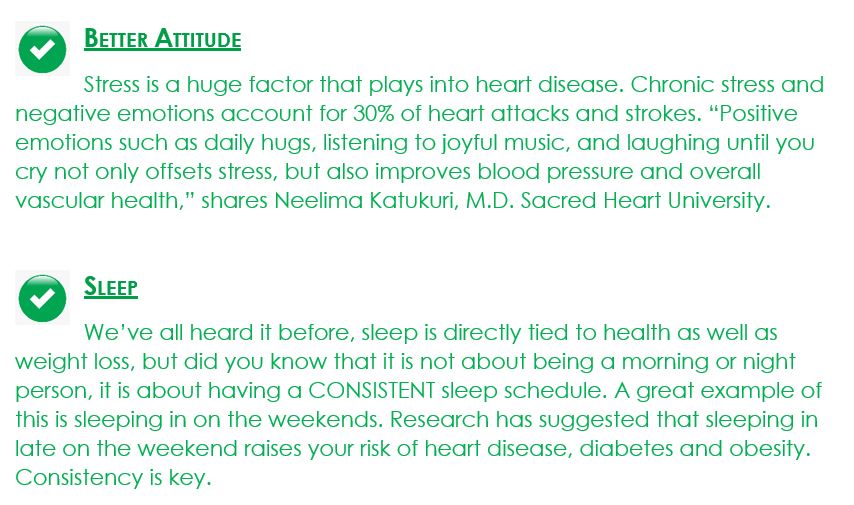 Better Attitude
Stress is a huge factor that plays into heart disease. Chronic stress and
negative emotions account for 30% of heart attacks and strokes. “Positive
emotions such as daily hugs, listening to joyful music, and laughing until you
cry not only offsets stress, but also improves blood pressure and overall
vascular health,” shares Neelima Katukuri, M.D. Sacred Heart University.
Sleep
We’ve all heard it before, sleep is directly tied to health as well as
weight loss, but did you know that it is not about being a morning or night
person, it is about having a CONSISTENT sleep schedule. A great example of
this is sleeping in on the weekends. Research has suggested that sleeping in
late on the weekend raises your risk of heart disease, diabetes and obesity.
Consistency is key.